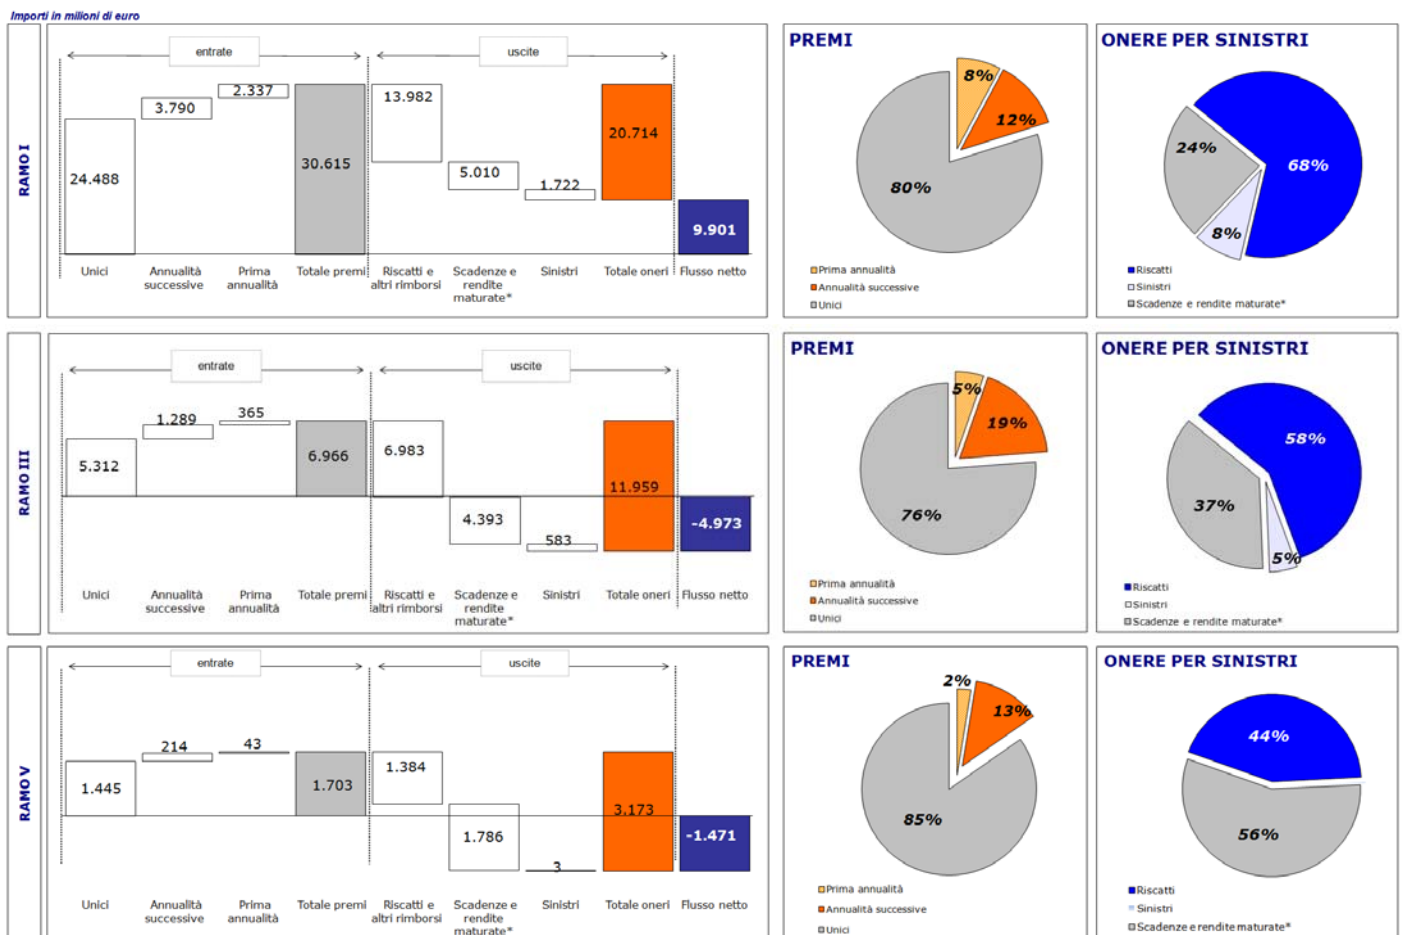 Importi in milioni di euro
RAMO I
entrate
uscite
24.488
3.790
2.337
30.615
13.982
5.010
1.722
20.714
9.901
Unici
Annualità successive
Prima annualità
Totale premi
Riscatti e altri rimborsi
Scadenze e rendite maturate*
Sinistri
Totale oneri
Flusso netto
PREMI
8%
12%
80%
Prima annualità
Annualità successive
Unici
ONERE PER SINISTRI
24%
68%
8%
Riscatti
Sinistri
Scadenze e rendite maturate*
RAMO III
entrate
uscite
5.312
1.289
365
6.966
6.983
4.393
583
11.959
-4.973
Unici
Annualità successive
Prima annualità
Totale premi
Riscatti e altri rimborsi
Scadenze e rendite maturate*
Sinistri
Totale oneri
Flusso netto
PREMI
5%
19%
76%
Prima annualità
Annualità successive
Unici
ONERE PER SINISTRI
58%
37%
5%
Riscatti
Sinistri
Scadenze e rendite maturate*
RAMO V
entrate
uscite
1.445
214
43
1.703
1.384
1.786
3
3.173
-1.471
Unici
Annualità successive
Prima annualità
Totale premi
Riscatti e altri rimborsi
Scadenze e rendite maturate*
Sinistri
Totale oneri
Flusso netto
PREMI
2%
13%
85%
Prima annualità
Annualità successive
Unici
ONERE PER SINISTRI
44%
56%
Riscatti
Sinistri
Scadenze e rendite maturate*